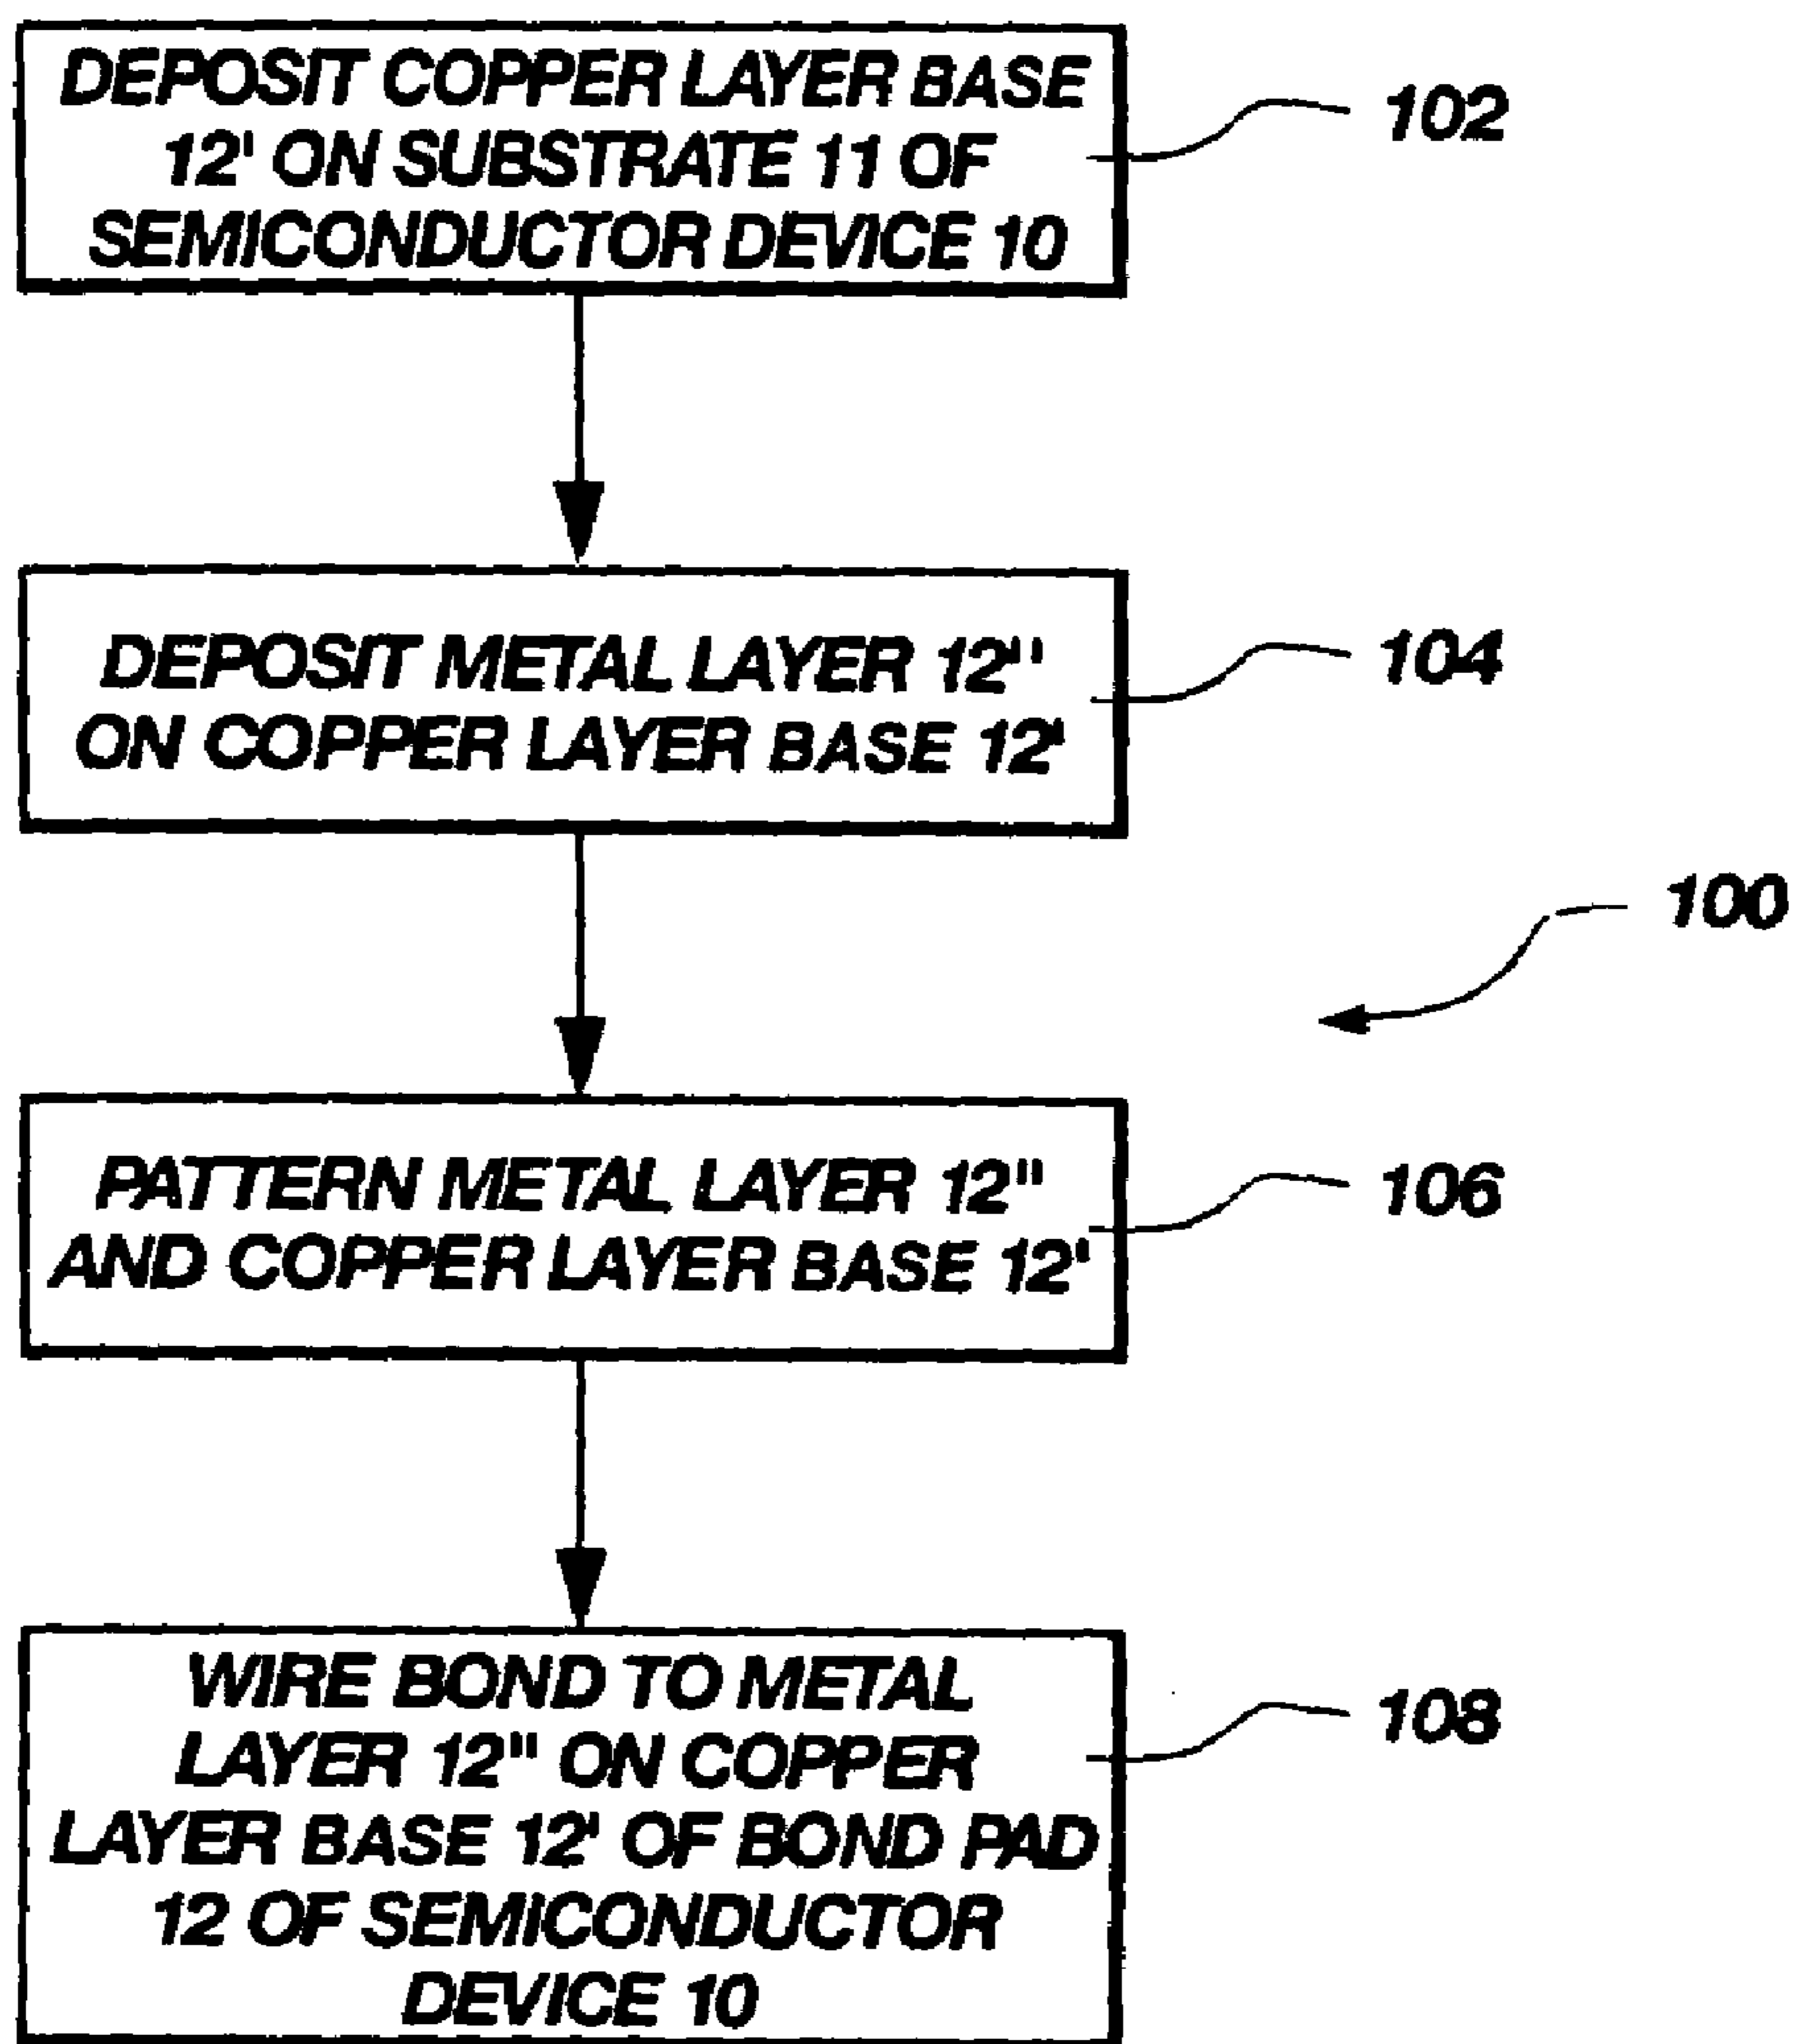 DEPOSIT COPPER LAYER BASE
12' ON SUBSTRATE 11 OF
SEMICONDUCTOR DEVICE 10
102
DEPOSIT METAL LAYER 12"
ON COPPER LAYER BASE 12'
104
100
PATTERN METAL LAYER 12"
AND COPPER LAYER BASE 12'
106
WIRE BOND TO METAL
LAYER 12" ON COPPER
LAYER BASE 12' OF BOND PAD
12 OF SEMICONDUCTOR
DEVICE 10
108